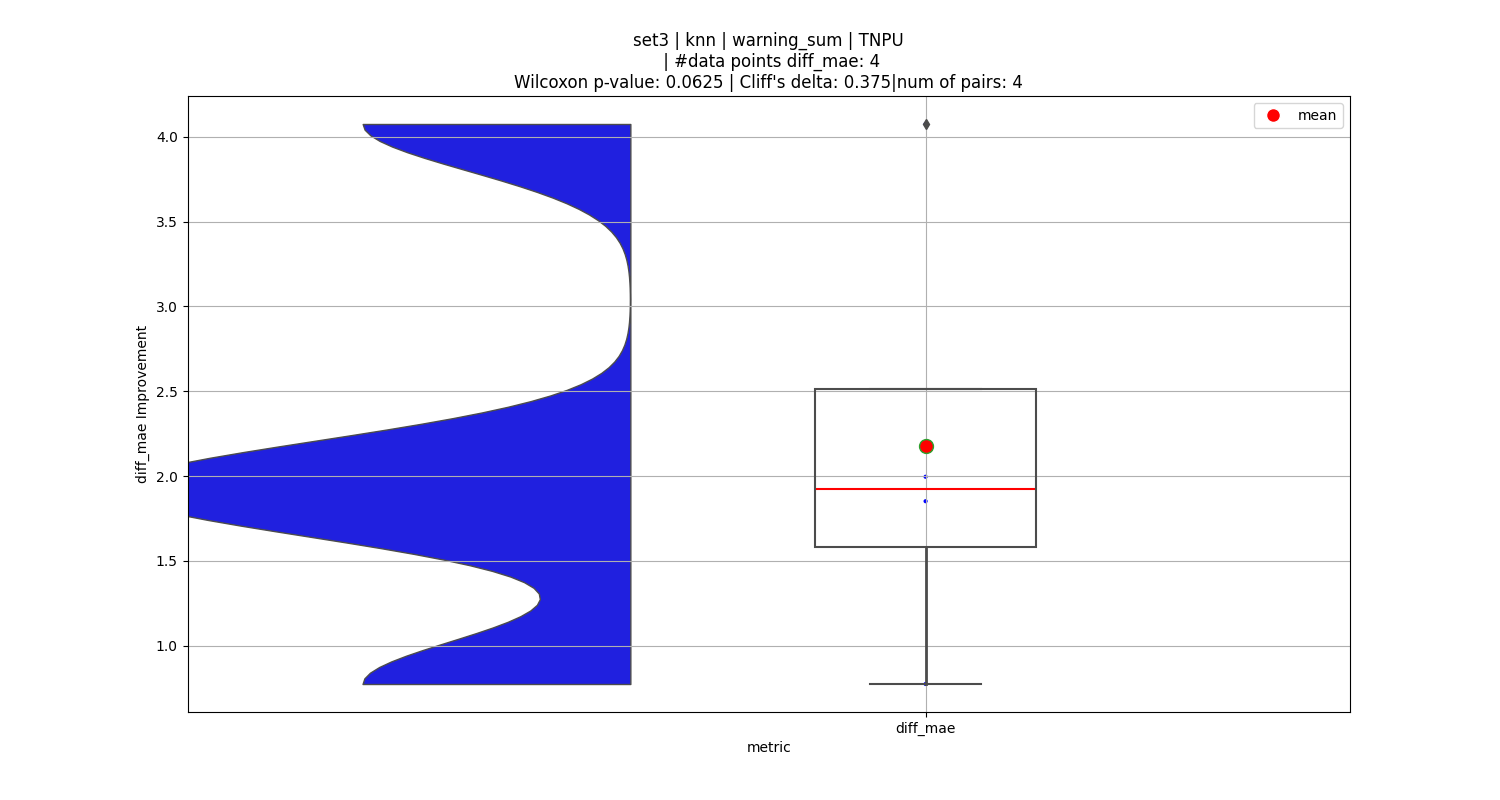 set3 | knn | warning_sum | TNPU
| #data points diff_mae: 4
Wilcoxon p-value: 0.0625 | Cliff's delta: 0.375|num of pairs: 4
mean
4.0
3.5
3.0
2.5
2.0
1.5
1.0
diff_mae Improvement
diff_mae
metric